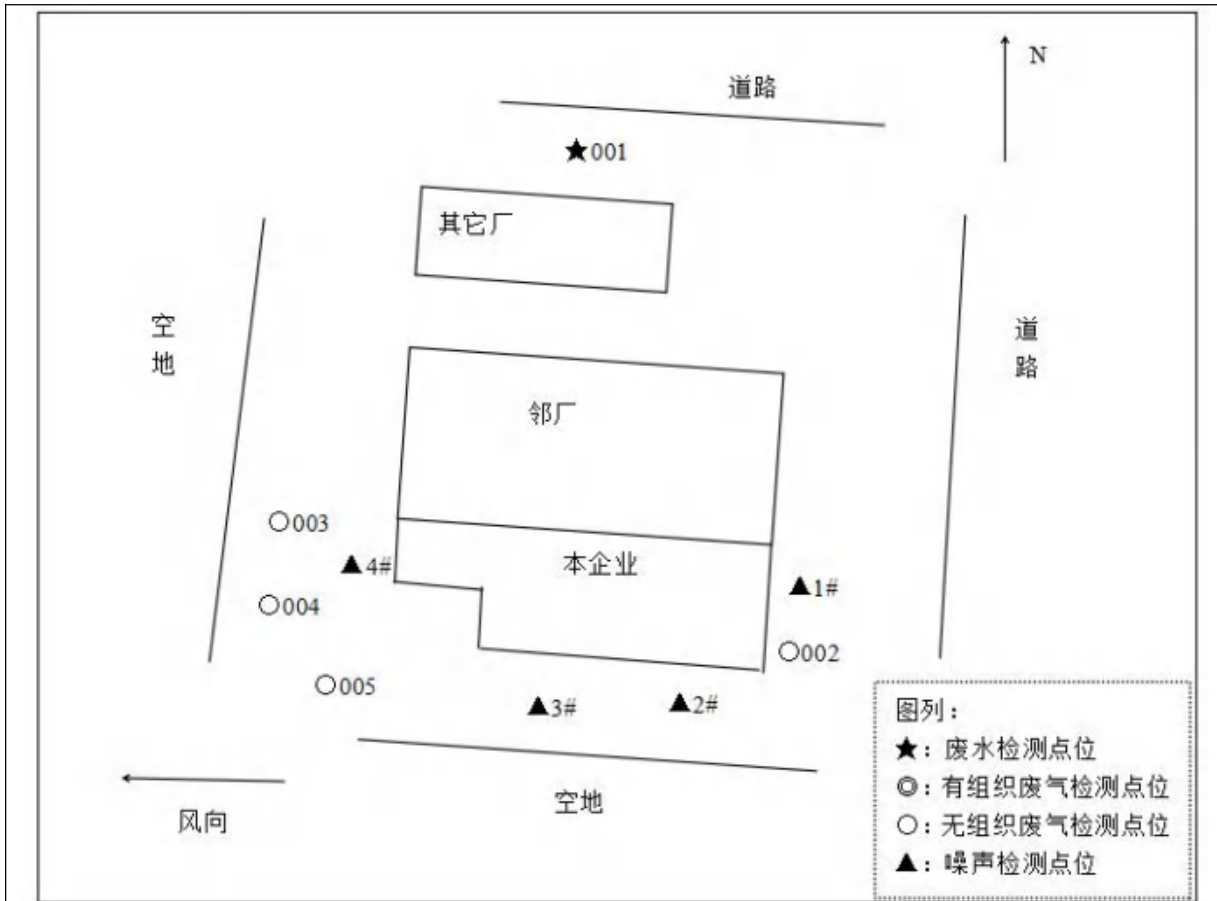 道路
N
★001
其它厂
空地
道路
邻厂
○003
本企业
▲4#
▲1#
○004
○002
○005
▲3#
▲2#
图列：
★：废水检测点位
◎：有组织废气检测点位
○：无组织废气检测点位
▲：噪声检测点位
空地
风向